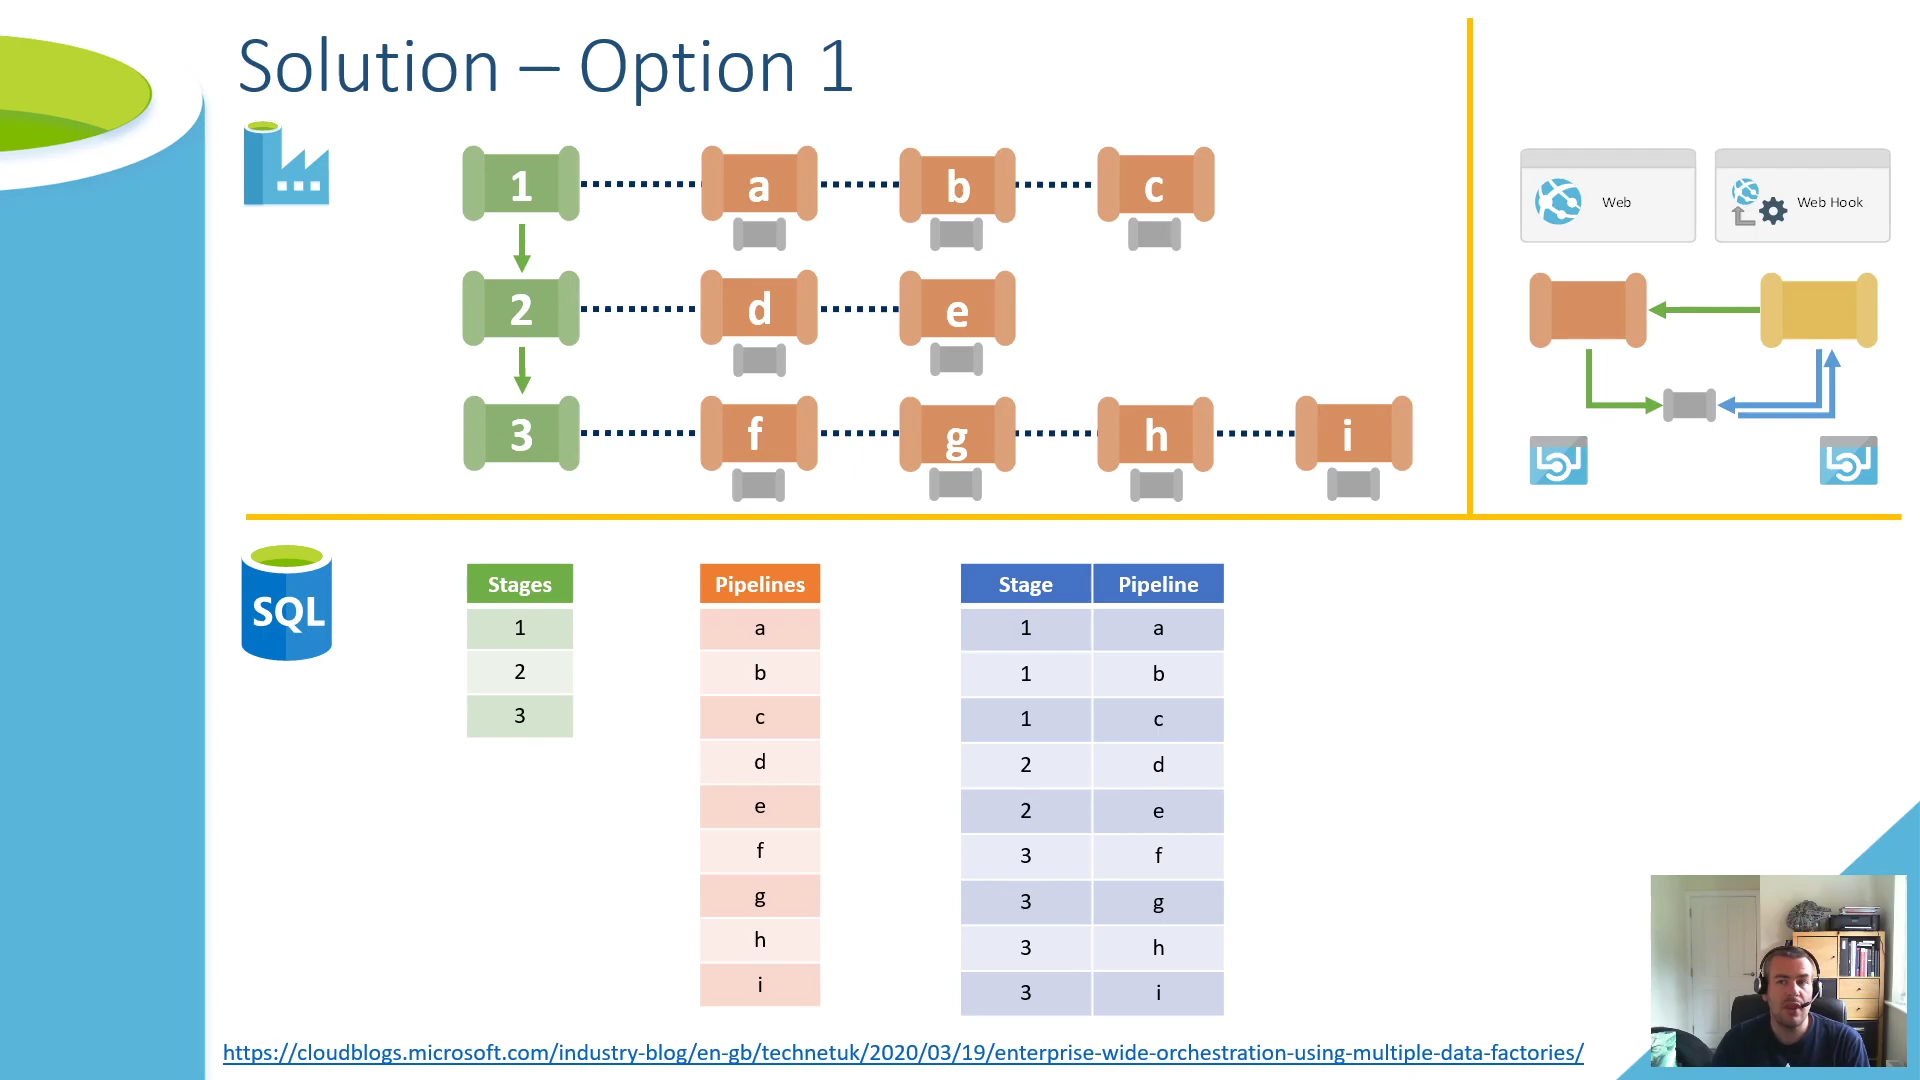 Solution – Option 1
1 a b c
2 d e
3 f g h i
Web
Web Hook
SQL
Stages
1
2
3
Pipelines
a
b
c
d
e
f
g
h
i
Stage Pipeline
1 a
1 b
1 c
2 d
2 e
3 f
3 g
3 h
3 i
https://cloudblogs.microsoft.com/industry-blog/en-gb/technetuk/2020/03/19/enterprise-wide-orchestration-using-multiple-data-factories/